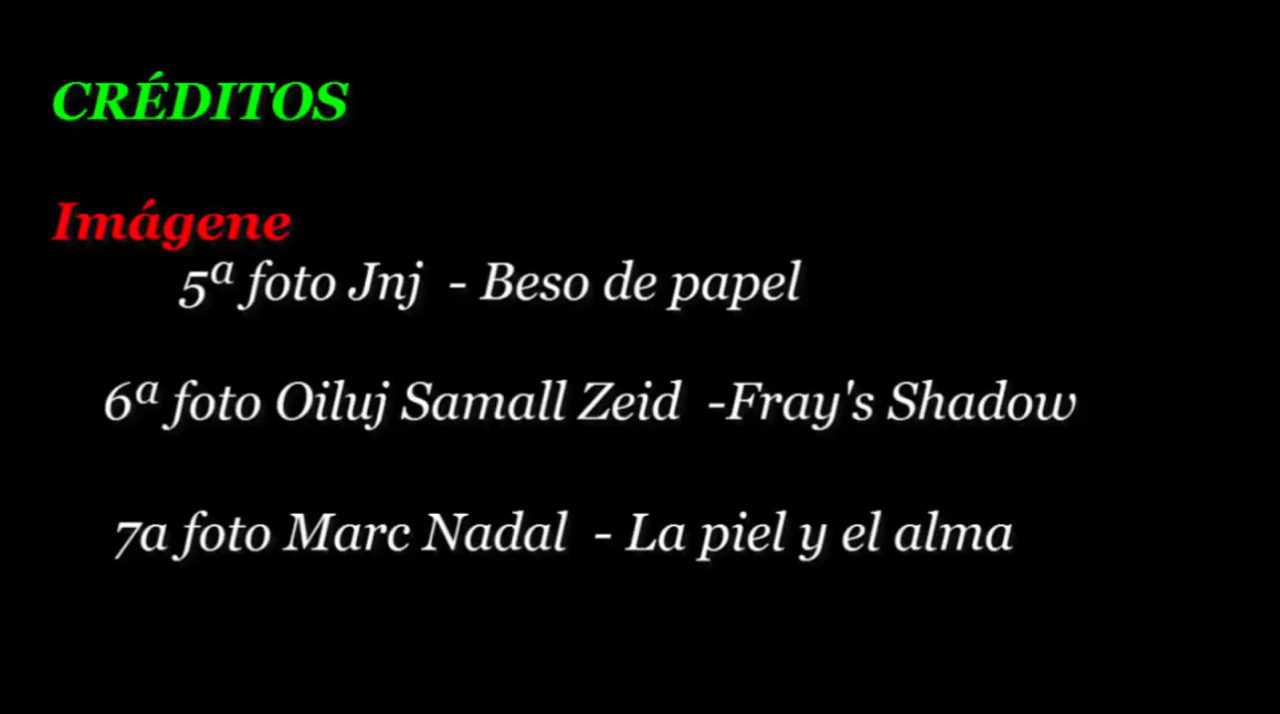 CRÉDITOS
Imágene
5ª foto Jnj - Beso de papel
6ª foto Oiluj Samall Zeid -Fray's Shadow
7a foto Marc Nadal - La piel y el alma